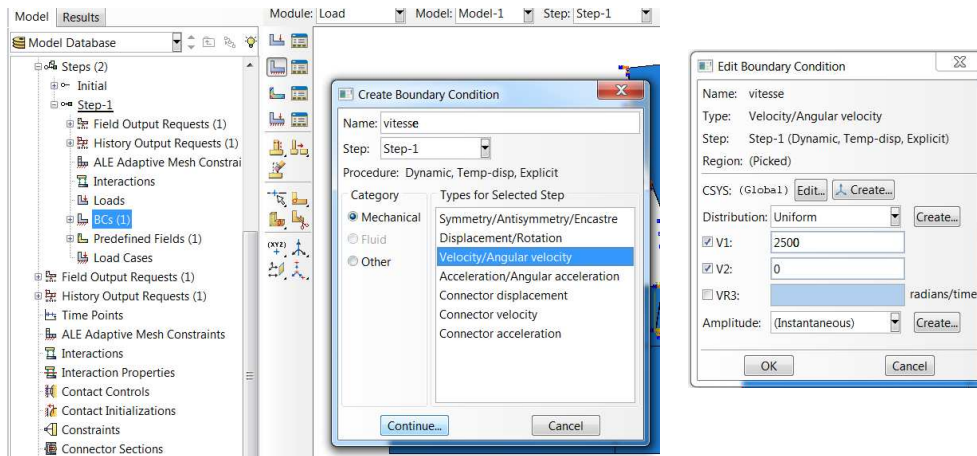 Model Results
Module: Load Model: Model-1 Step: Step-1
Model Database
Steps (2)
Initial
Step-1
Field Output Requests (1)
History Output Requests (1)
ALE Adaptive Mesh Constrai
Interactions
Loads
BCs (1)
Predefined Fields (1)
Load Cases
Field Output Requests (1)
History Output Requests (1)
Time Points
ALE Adaptive Mesh Constraints
Interactions
Interaction Properties
Contact Controls
Contact Initializations
Constraints
Connector Sections
(XYZ)
Create Boundary Condition
Name: vitesse
Step: Step-1
Procedure: Dynamic, Temp-disp, Explicit
Category
Mechanical
Fluid
Other
Types for Selected Step
Symmetry/Antisymmetry/Encastre
Displacement/Rotation
Velocity/Angular velocity
Acceleration/Angular acceleration
Connector displacement
Connector velocity
Connector acceleration
Continue... Cancel
Edit Boundary Condition
Name: vitesse
Type: Velocity/Angular velocity
Step: Step-1 (Dynamic, Temp-disp, Explicit)
Region: (Picked)
CSYS: (Global) Edit... Create...
Distribution: Uniform Create...
V1: 2500
V2: 0
VR3: radians/time
Amplitude: (Instantaneous) Create...
OK Cancel